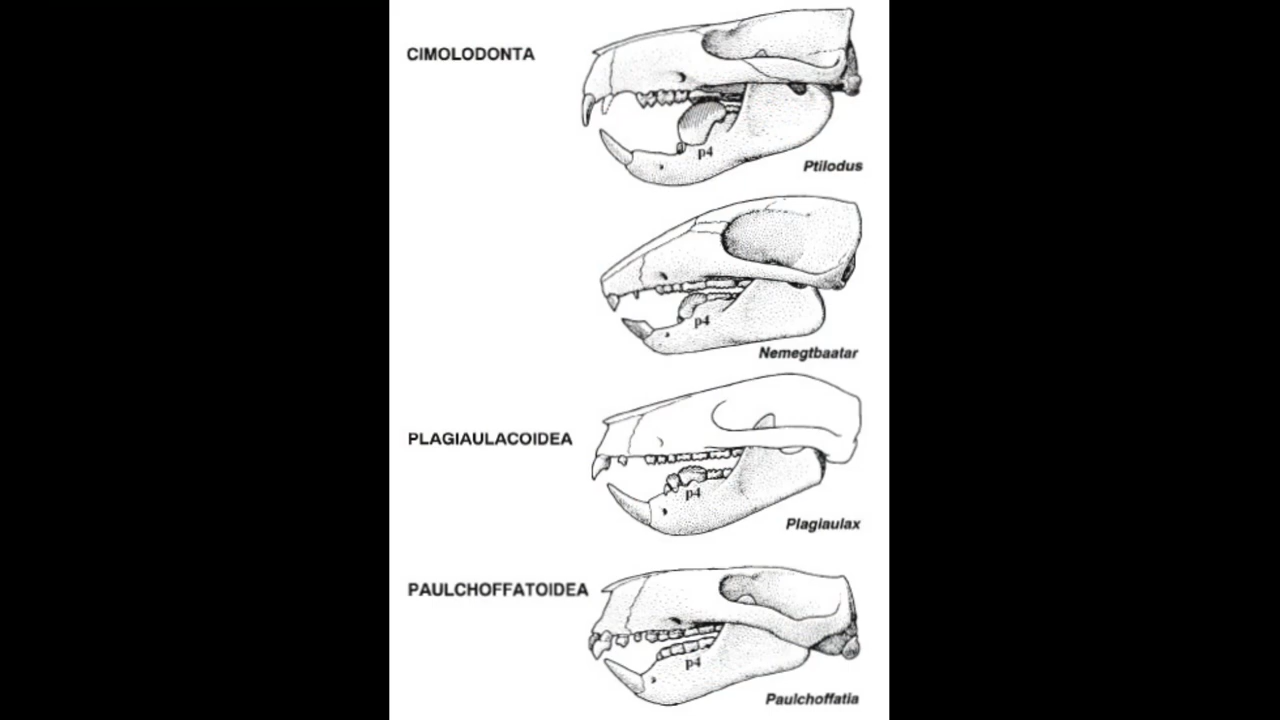 CIMOLODONTA
p4
Ptilodus
p4
Nemegtbaatar
PLAGIAULACOIDEA
p4
Plagiaulax
PAULCHOFFATOIDEA
p4
Paulchoffatia